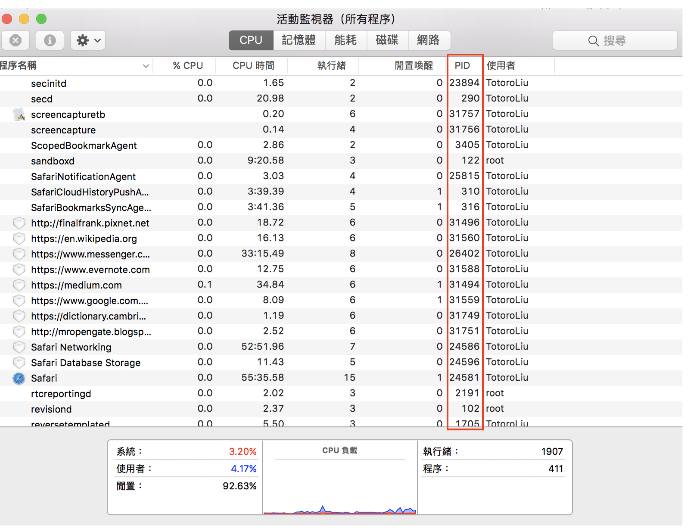 活動監視器（所有程序）
CPU 記憶體 能耗 磁碟 網路 搜尋
程序名稱 % CPU CPU 時間 執行緒 閒置喚醒 PID 使用者
secinitd 0.0 1.65 2 0 23894 TotoroLiu
secd 0.0 20.98 2 0 290 TotoroLiu
screencapturetb 0.20 6 0 31757 TotoroLiu
screencapture 0.14 4 0 31756 TotoroLiu
ScopedBookmarkAgent 0.0 2.86 2 0 3405 TotoroLiu
sandboxd 0.0 9:20.58 3 0 122 root
SafariNotificationAgent 0.0 3.03 4 0 25815 TotoroLiu
SafariCloudHistoryPushA... 0.0 3:39.39 4 1 310 TotoroLiu
SafariBookmarksSyncAge... 0.0 3:41.36 5 1 316 TotoroLiu
http://finalfrank.pixnet.net 0.0 18.72 6 0 31496 TotoroLiu
https://en.wikipedia.org 0.0 16.13 6 0 31560 TotoroLiu
https://www.messenger.c... 0.0 33:15.49 8 0 26402 TotoroLiu
https://www.evernote.com 0.0 12.75 6 0 31588 TotoroLiu
https://medium.com 0.1 34.84 6 1 31494 TotoroLiu
https://www.google.com.... 0.0 8.09 6 1 31559 TotoroLiu
https://dictionary.cambri... 0.0 1.19 6 0 31749 TotoroLiu
http://mropengate.blogsp... 0.0 2.52 6 0 31751 TotoroLiu
Safari Networking 0.0 52:51.96 7 0 24586 TotoroLiu
Safari Database Storage 0.0 11.43 5 0 24596 TotoroLiu
Safari 0.0 55:35.58 15 1 24581 TotoroLiu
rtcreportingd 0.0 2.02 3 0 2191 root
revisiond 0.0 2.37 3 0 102 root
reversetemplated 0.0 5.50 3 0 1705 TotoroLiu
系統： 3.20% CPU 負載 執行緒： 1907
使用者： 4.17% 程序： 411
閒置： 92.63%